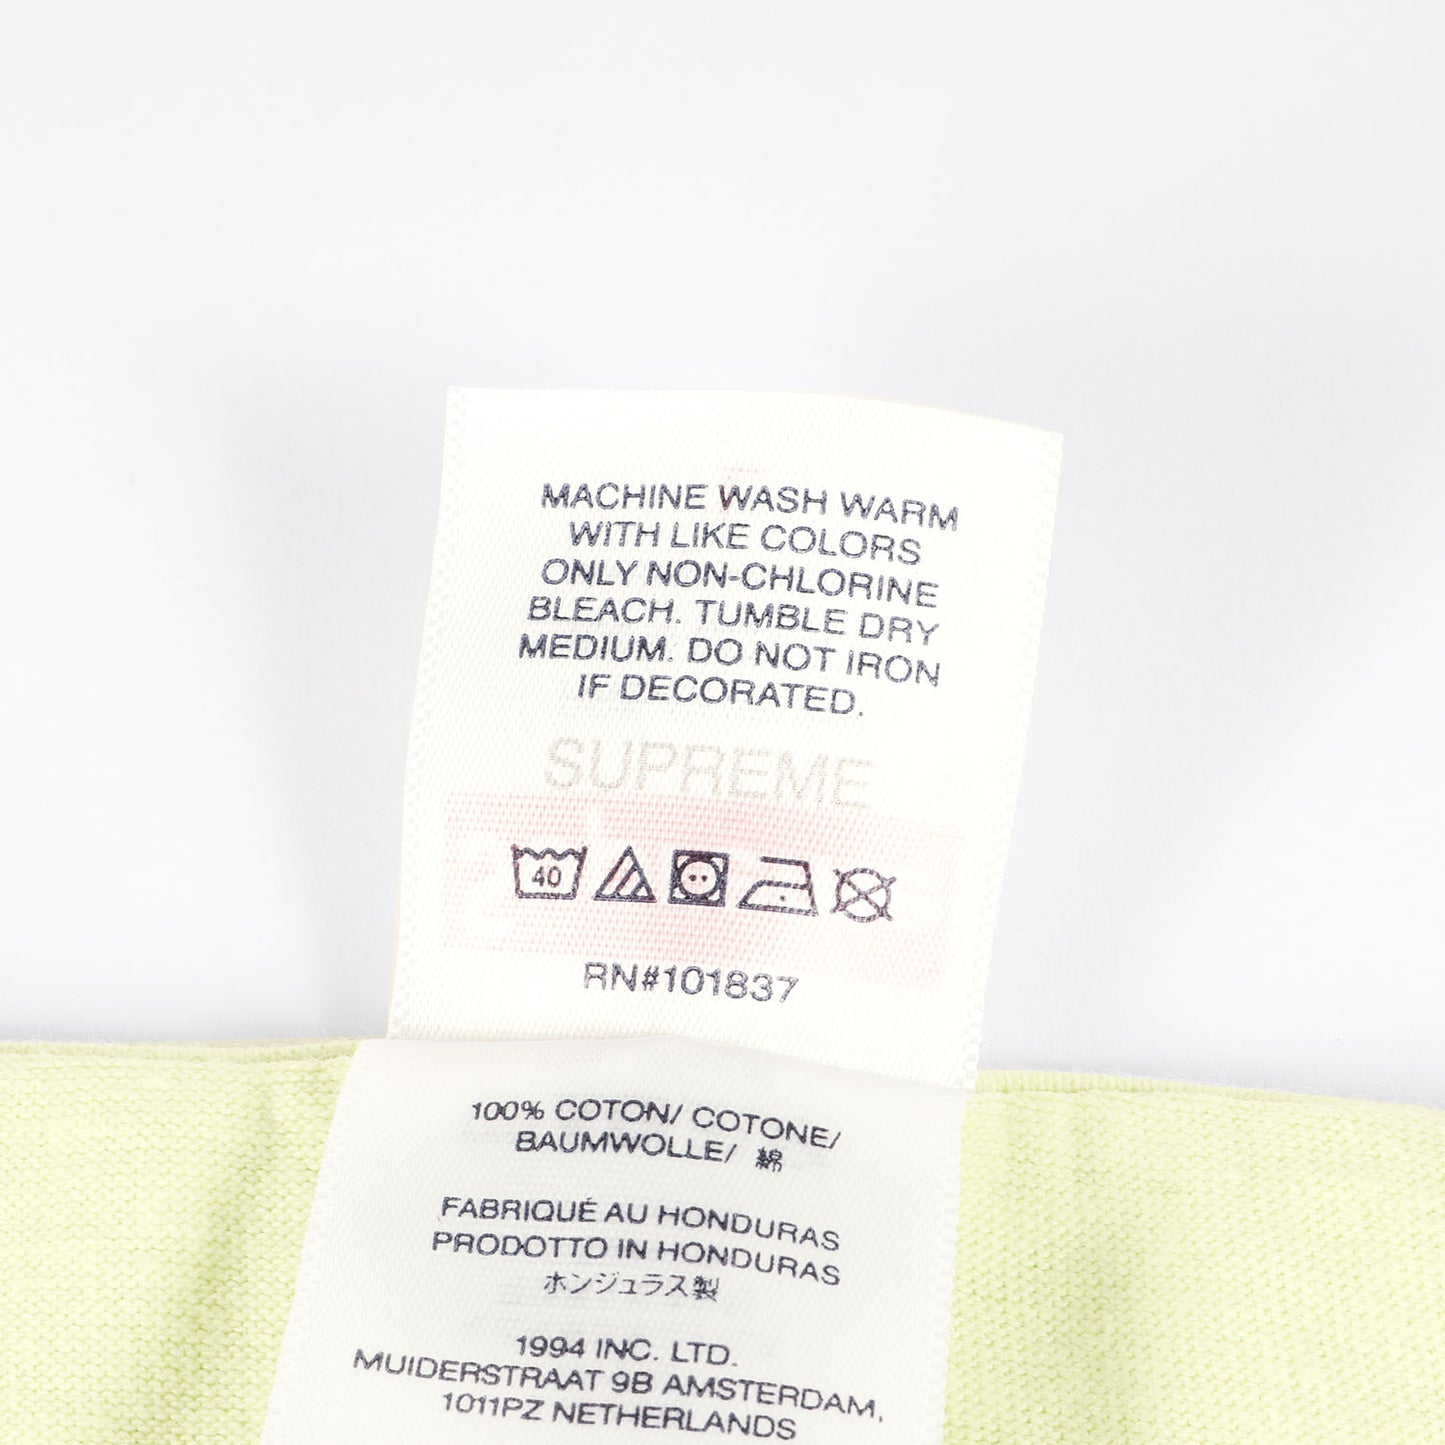 MACHINE WASH WARM
WITH LIKE COLORS
ONLY NON-CHLORINE
BLEACH. TUMBLE DRY
MEDIUM. DO NOT IRON
IF DECORATED.
SUPREME
40
RN#101837
100% COTON/ COTONE/
BAUMWOLLE/ 綿
FABRIQUÉ AU HONDURAS
PRODOTTO IN HONDURAS
ホンジュラス製
1994 INC. LTD.
MUIDERSTRAAT 9B AMSTERDAM,
1011PZ NETHERLANDS